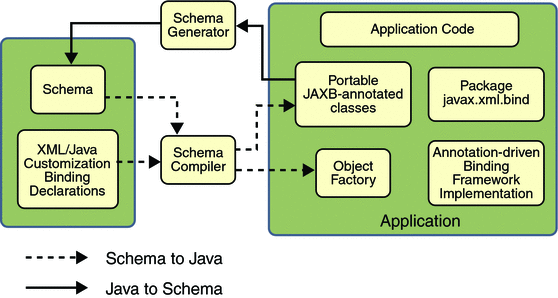 Schema
Generator
Application Code
Schema
Portable
JAXB-annotated
classes
Package
javax.xml.bind
XML/Java
Customization
Binding
Declarations
Schema
Compiler
Object
Factory
Annotation-driven
Binding
Framework
Implementation
Application
Schema to Java
Java to Schema